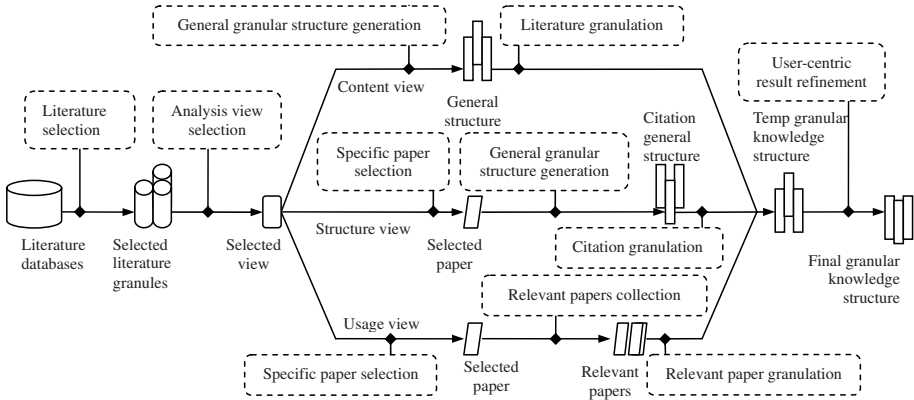 General granular structure generation
Literature granulation
User-centric
result refinement
Content view
General
structure
Literature
selection
Analysis view
selection
Citation
general
structure
Temp granular
knowledge
structure
Specific paper
selection
General granular
structure generation
Structure view
Literature
databases
Selected
literature
granules
Selected
view
Selected
paper
Citation granulation
Final granular
knowledge
structure
Relevant papers collection
Usage view
Specific paper selection
Selected
paper
Relevant
papers
Relevant paper granulation